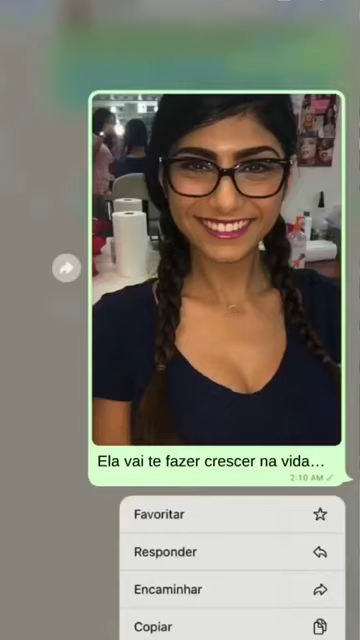 Ela vai te fazer crescer na vida...
2:10 AM
Favoritar
Responder
Encaminhar
Copiar